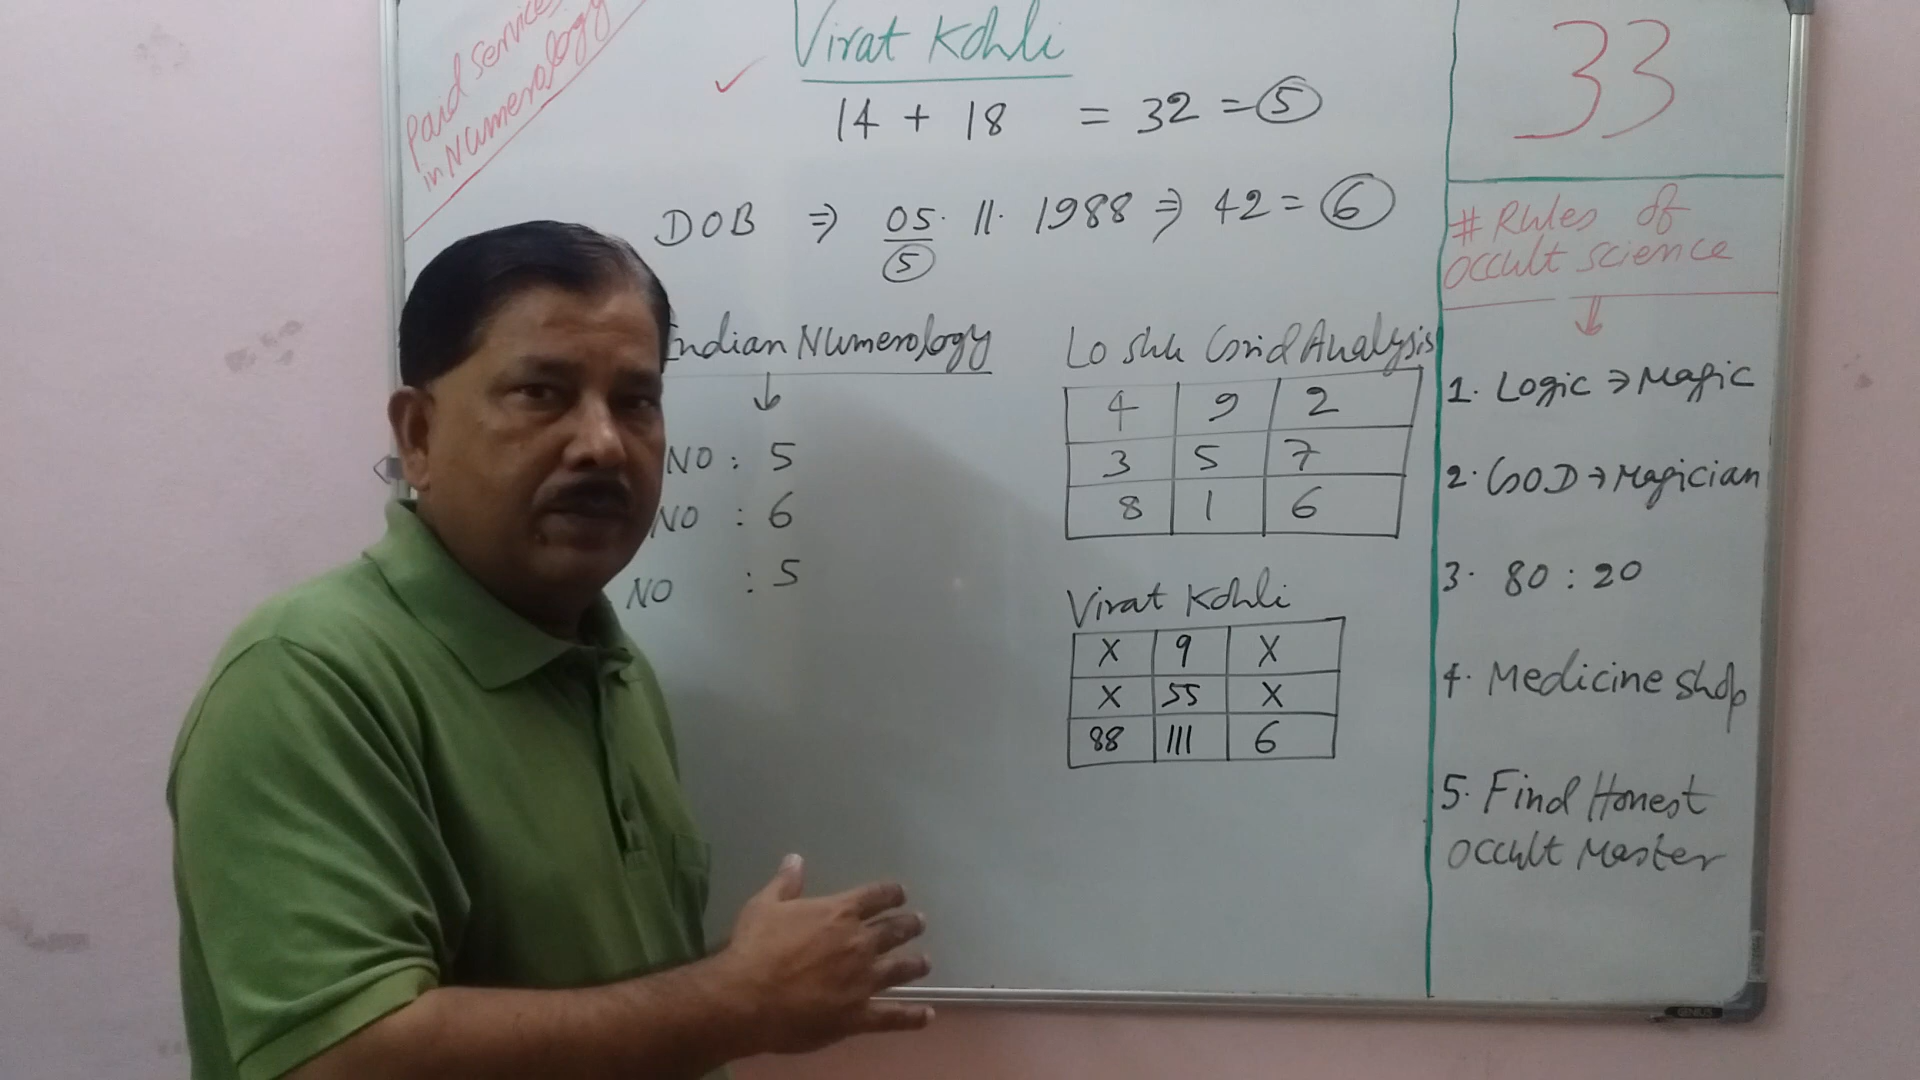 Paid services
in Numerology
Virat Kohli
14 + 18 = 32 = 5
DOB ⇒ 05. 11. 1988 ⇒ 42 = 6
5
Indian Numerology
↓
NO : 5
NO : 6
NO : 5
Lo shu Grid Analysis
4 9 2
3 5 7
8 1 6
Virat Kohli
X 9 X
X 55 X
88 111 6
33
# Rules of
occult science
↓
1. Logic → Magic
2. GOD → Magician
3. 80 : 20
4. Medicine shop
5. Find Honest
occult Master
GENIUS